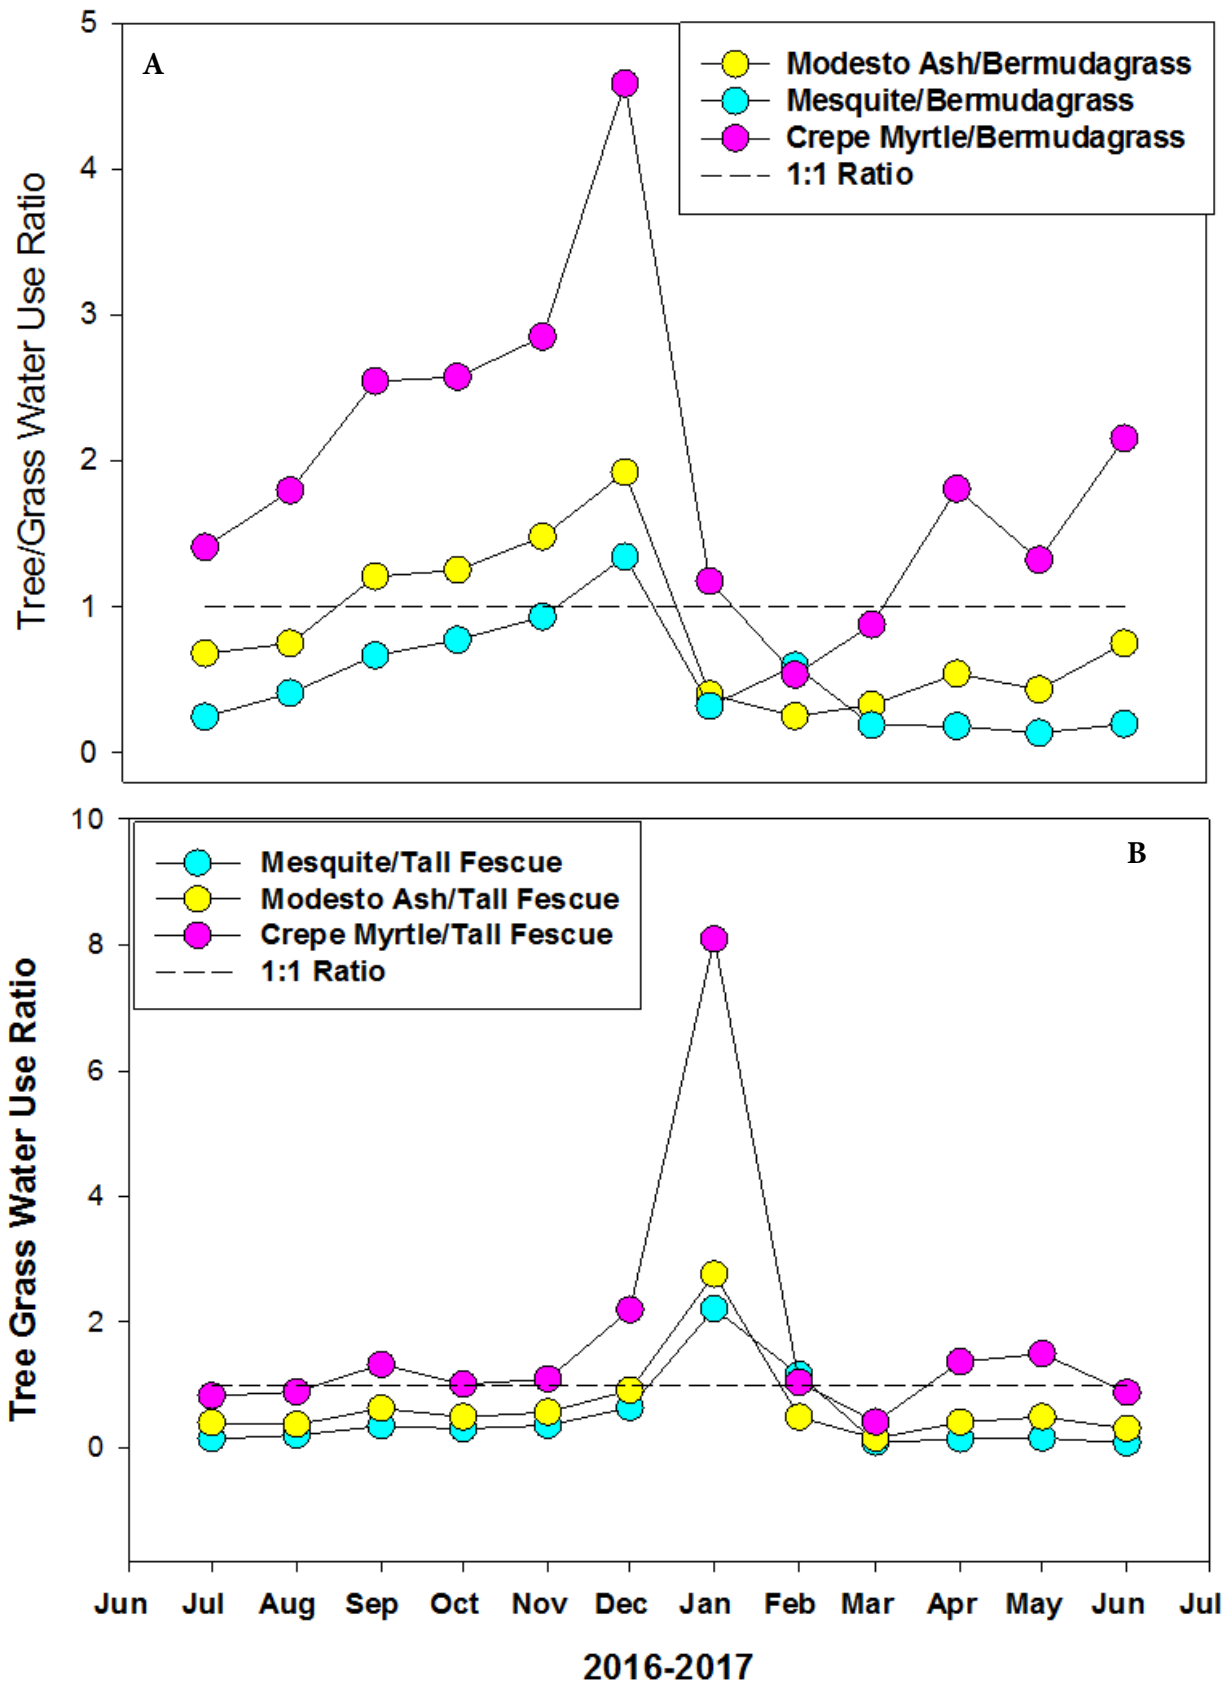 A
Modesto Ash/Bermudagrass
Mesquite/Bermudagrass
Crepe Myrtle/Bermudagrass
1:1 Ratio
Tree/Grass Water Use Ratio
5
4
3
2
1
0
B
Mesquite/Tall Fescue
Modesto Ash/Tall Fescue
Crepe Myrtle/Tall Fescue
1:1 Ratio
Tree Grass Water Use Ratio
10
8
6
4
2
0
Jun Jul Aug Sep Oct Nov Dec Jan Feb Mar Apr May Jun Jul
2016-2017